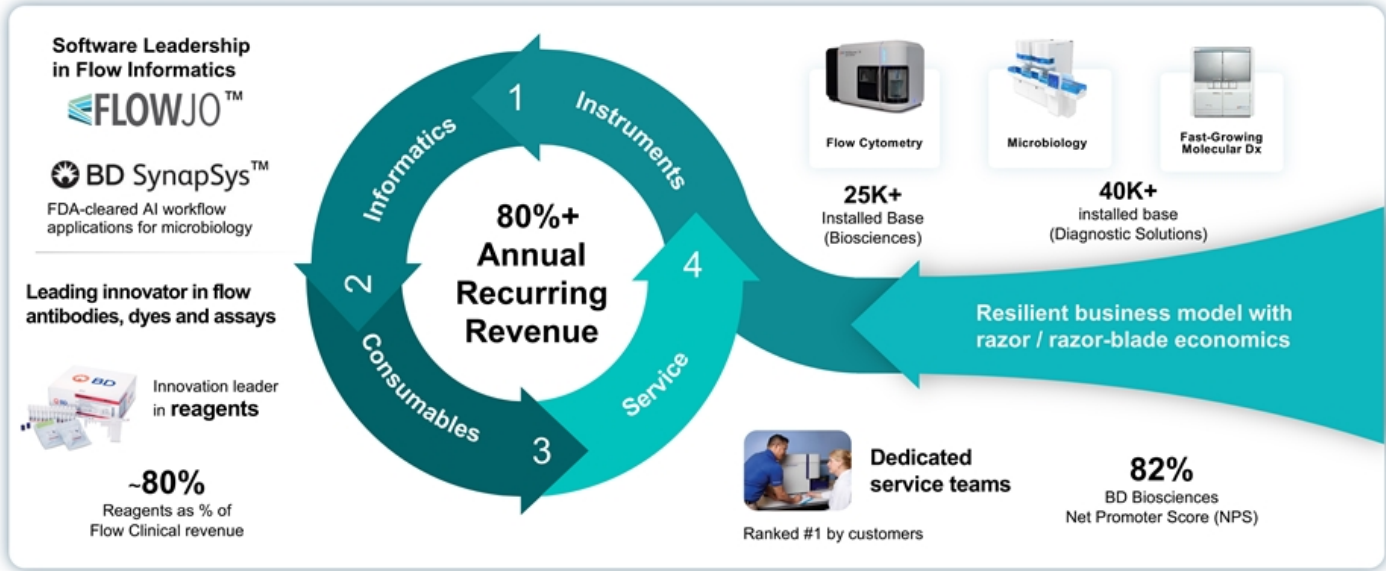 Software Leadership
in Flow Informatics
FLOWJO™
BD SynapSys™
FDA-cleared AI workflow
applications for microbiology
Leading innovator in flow
antibodies, dyes and assays
BD
Innovation leader
in reagents
~80%
Reagents as % of
Flow Clinical revenue
1
Instruments
Informatics
2
Consumables
3
Service
4
80%+
Annual
Recurring
Revenue
Flow Cytometry
Microbiology
Fast-Growing
Molecular Dx
25K+
Installed Base
(Biosciences)
40K+
installed base
(Diagnostic Solutions)
Resilient business model with
razor / razor-blade economics
Dedicated
service teams
Ranked #1 by customers
82%
BD Biosciences
Net Promoter Score (NPS)